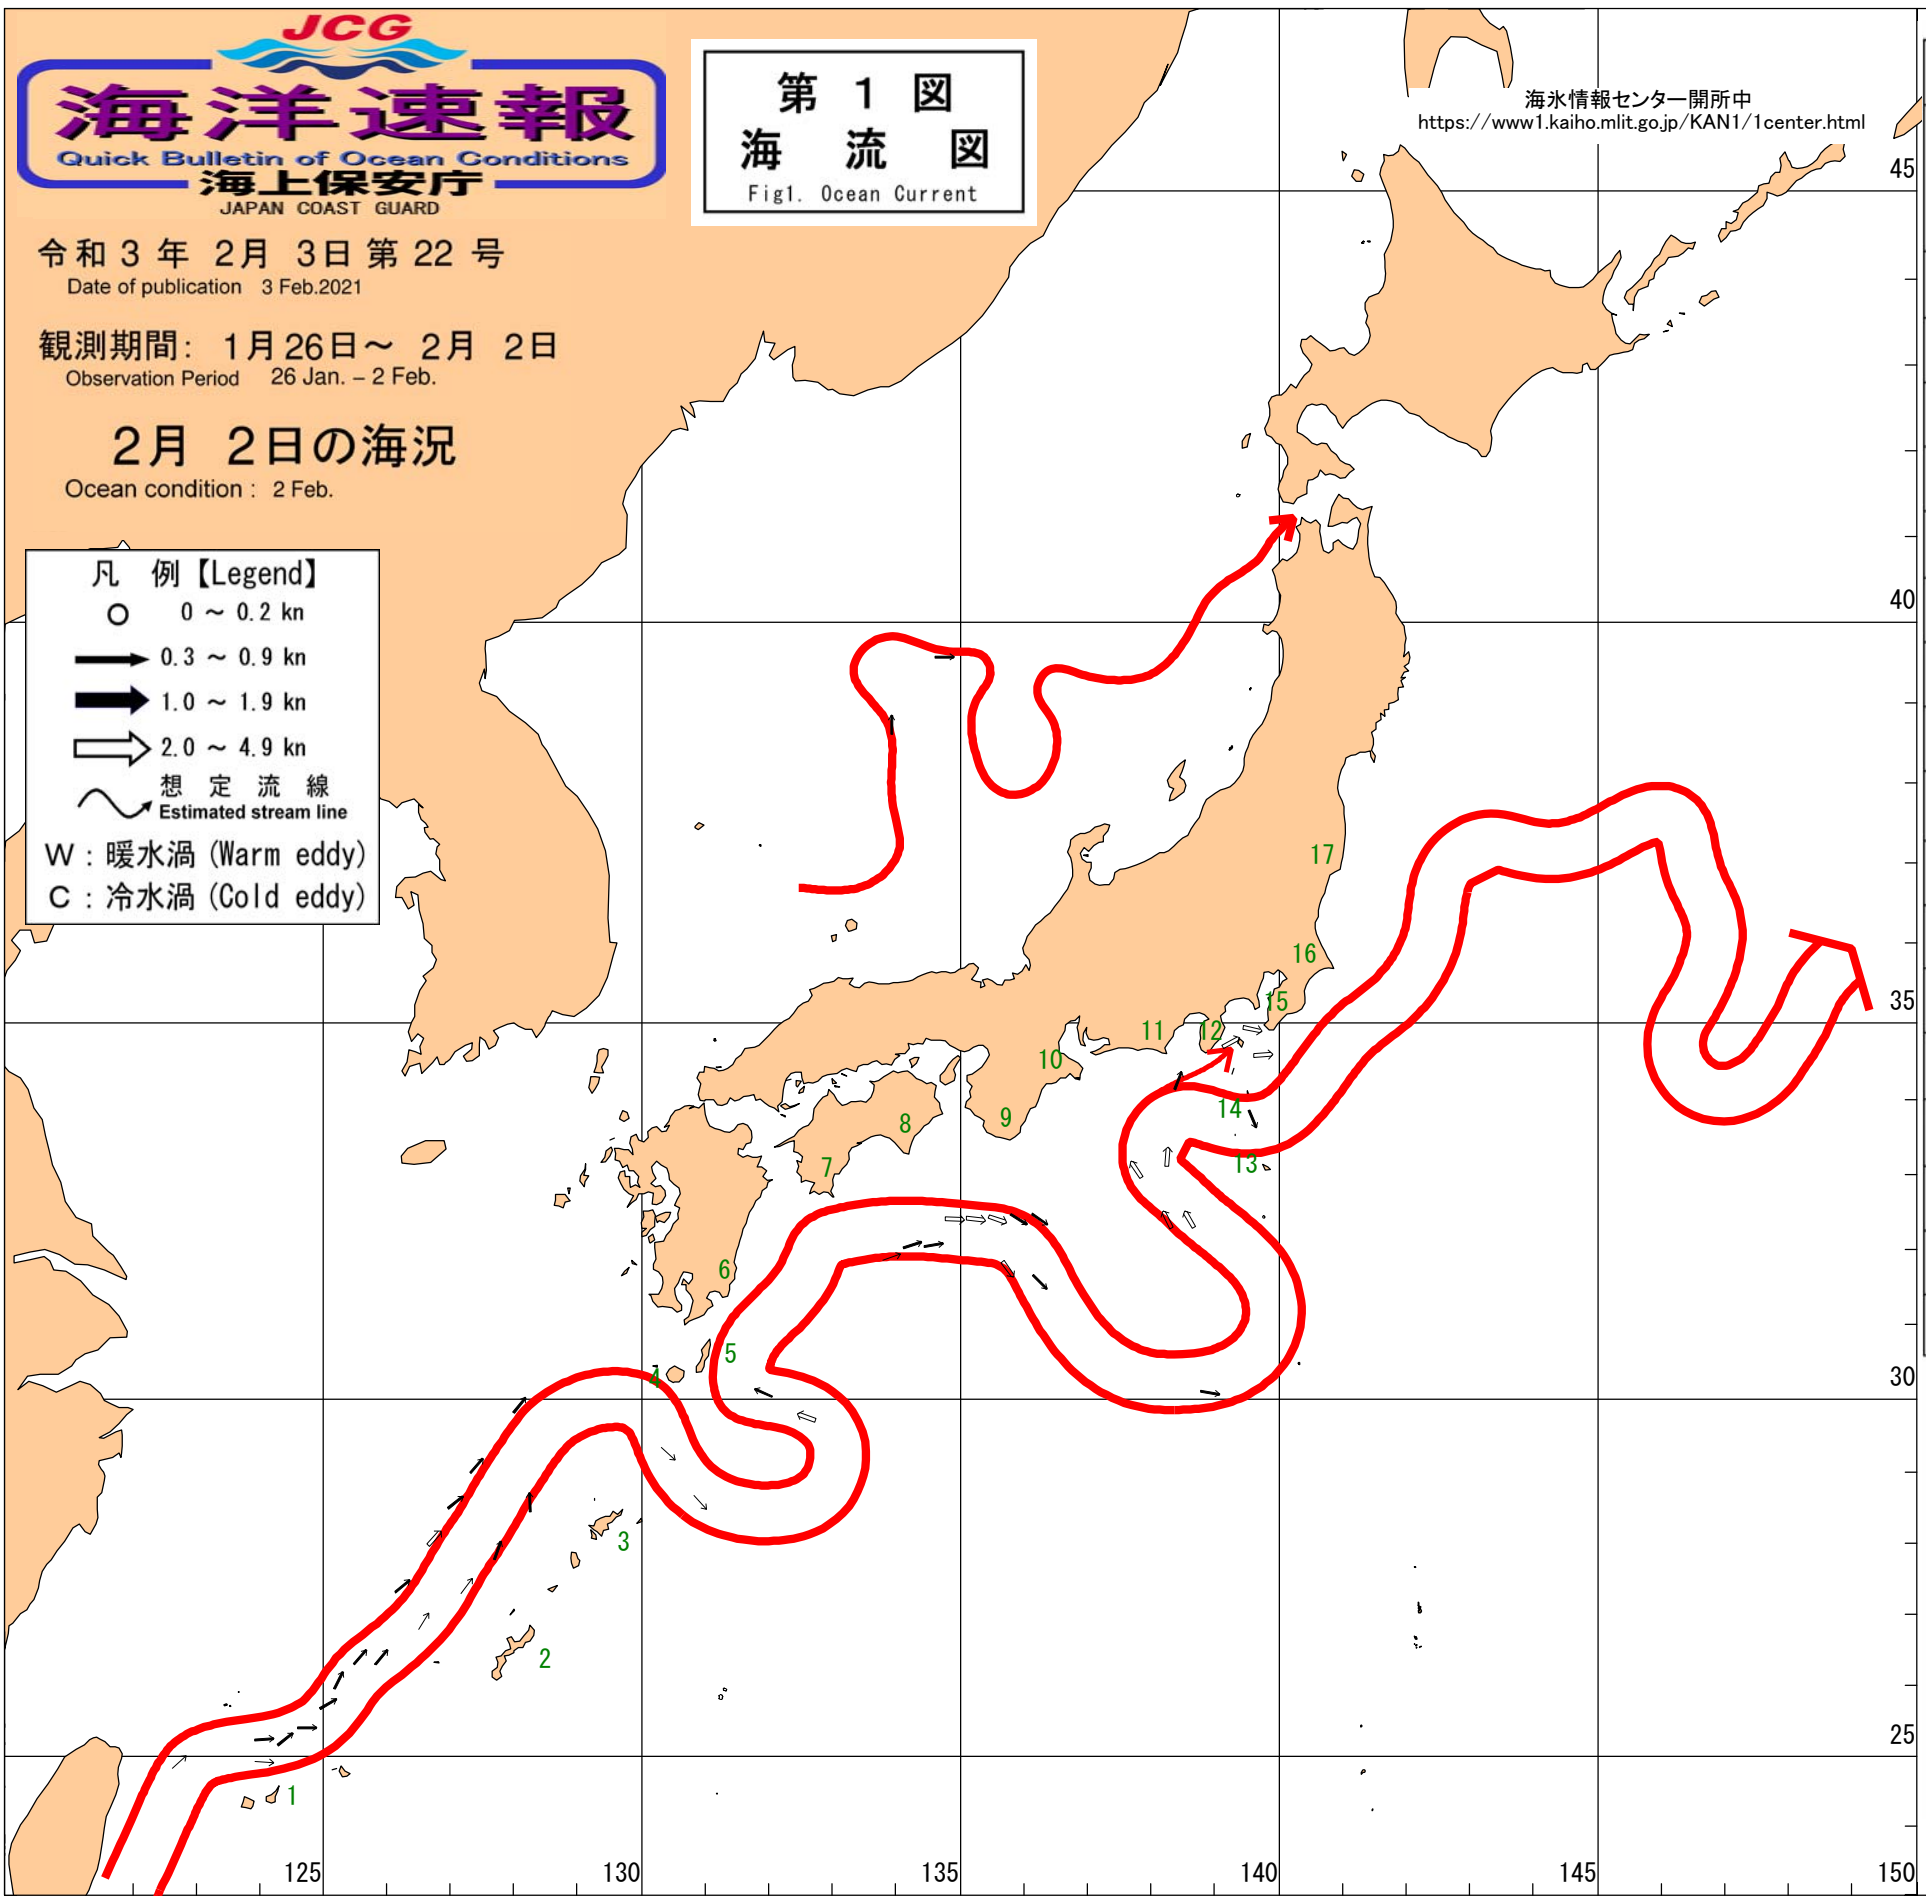 JCG
海洋速報
Quick Bulletin of Ocean Conditions
海上保安庁
JAPAN COAST GUARD
令和 3 年 2月 3日 第 22 号
Date of publication 3 Feb.2021
観測期間: 1月26日～ 2月 2日
Observation Period 26 Jan. – 2 Feb.
2月 2日の海況
Ocean condition : 2 Feb.
第 1 図
海 流 図
Fig1. Ocean Current
海氷情報センター開所中
https://www1.kaiho.mlit.go.jp/KAN1/1center.html
凡 例【Legend】
0 ～ 0.2 kn
0.3 ～ 0.9 kn
1.0 ～ 1.9 kn
2.0 ～ 4.9 kn
想 定 流 線
Estimated stream line
W : 暖水渦 (Warm eddy)
C : 冷水渦 (Cold eddy)
45
40
35
30
25
17
16
15
12
11
10
14
9
8
13
7
6
5
4
3
2
1
125
130
135
140
145
150